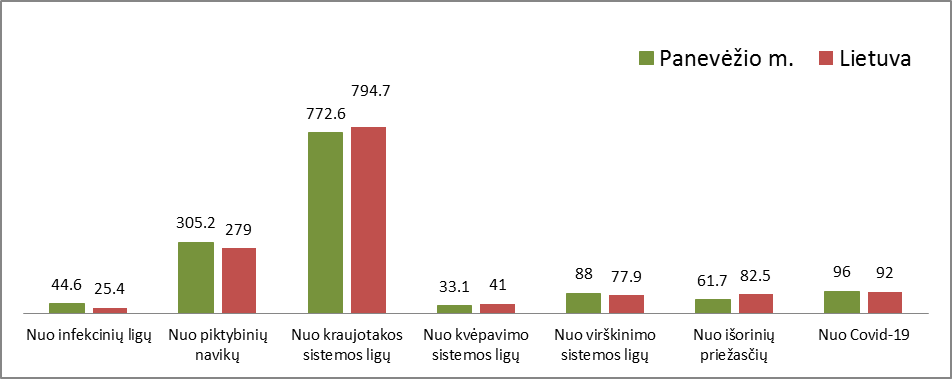 Panevėžio m. Lietuva
794.7
772.6
305.2 279
44.6 25.4 33.1 41 88 77.9 61.7 82.5 96 92
Nuo infekcinių ligų Nuo piktybinių Nuo kraujotakos Nuo kvėpavimo Nuo virškinimo Nuo išorinių Nuo Covid-19
navikų sistemos ligų sistemos ligų sistemos ligų priežasčių